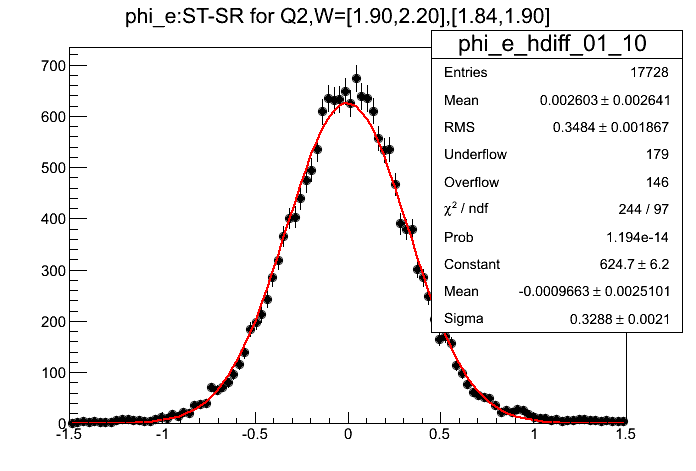 phi_e:ST-SR for Q2,W=[1.90,2.20],[1.84,1.90]
phi_e_hdiff_01_10
Entries 17728
Mean 0.002603 ± 0.002641
RMS 0.3484 ± 0.001867
Underflow 179
Overflow 146
χ² / ndf 244 / 97
Prob 1.194e-14
Constant 624.7 ± 6.2
Mean -0.0009663 ± 0.0025101
Sigma 0.3288 ± 0.0021
700
600
500
400
300
200
100
0
-1.5 -1 -0.5 0 0.5 1 1.5